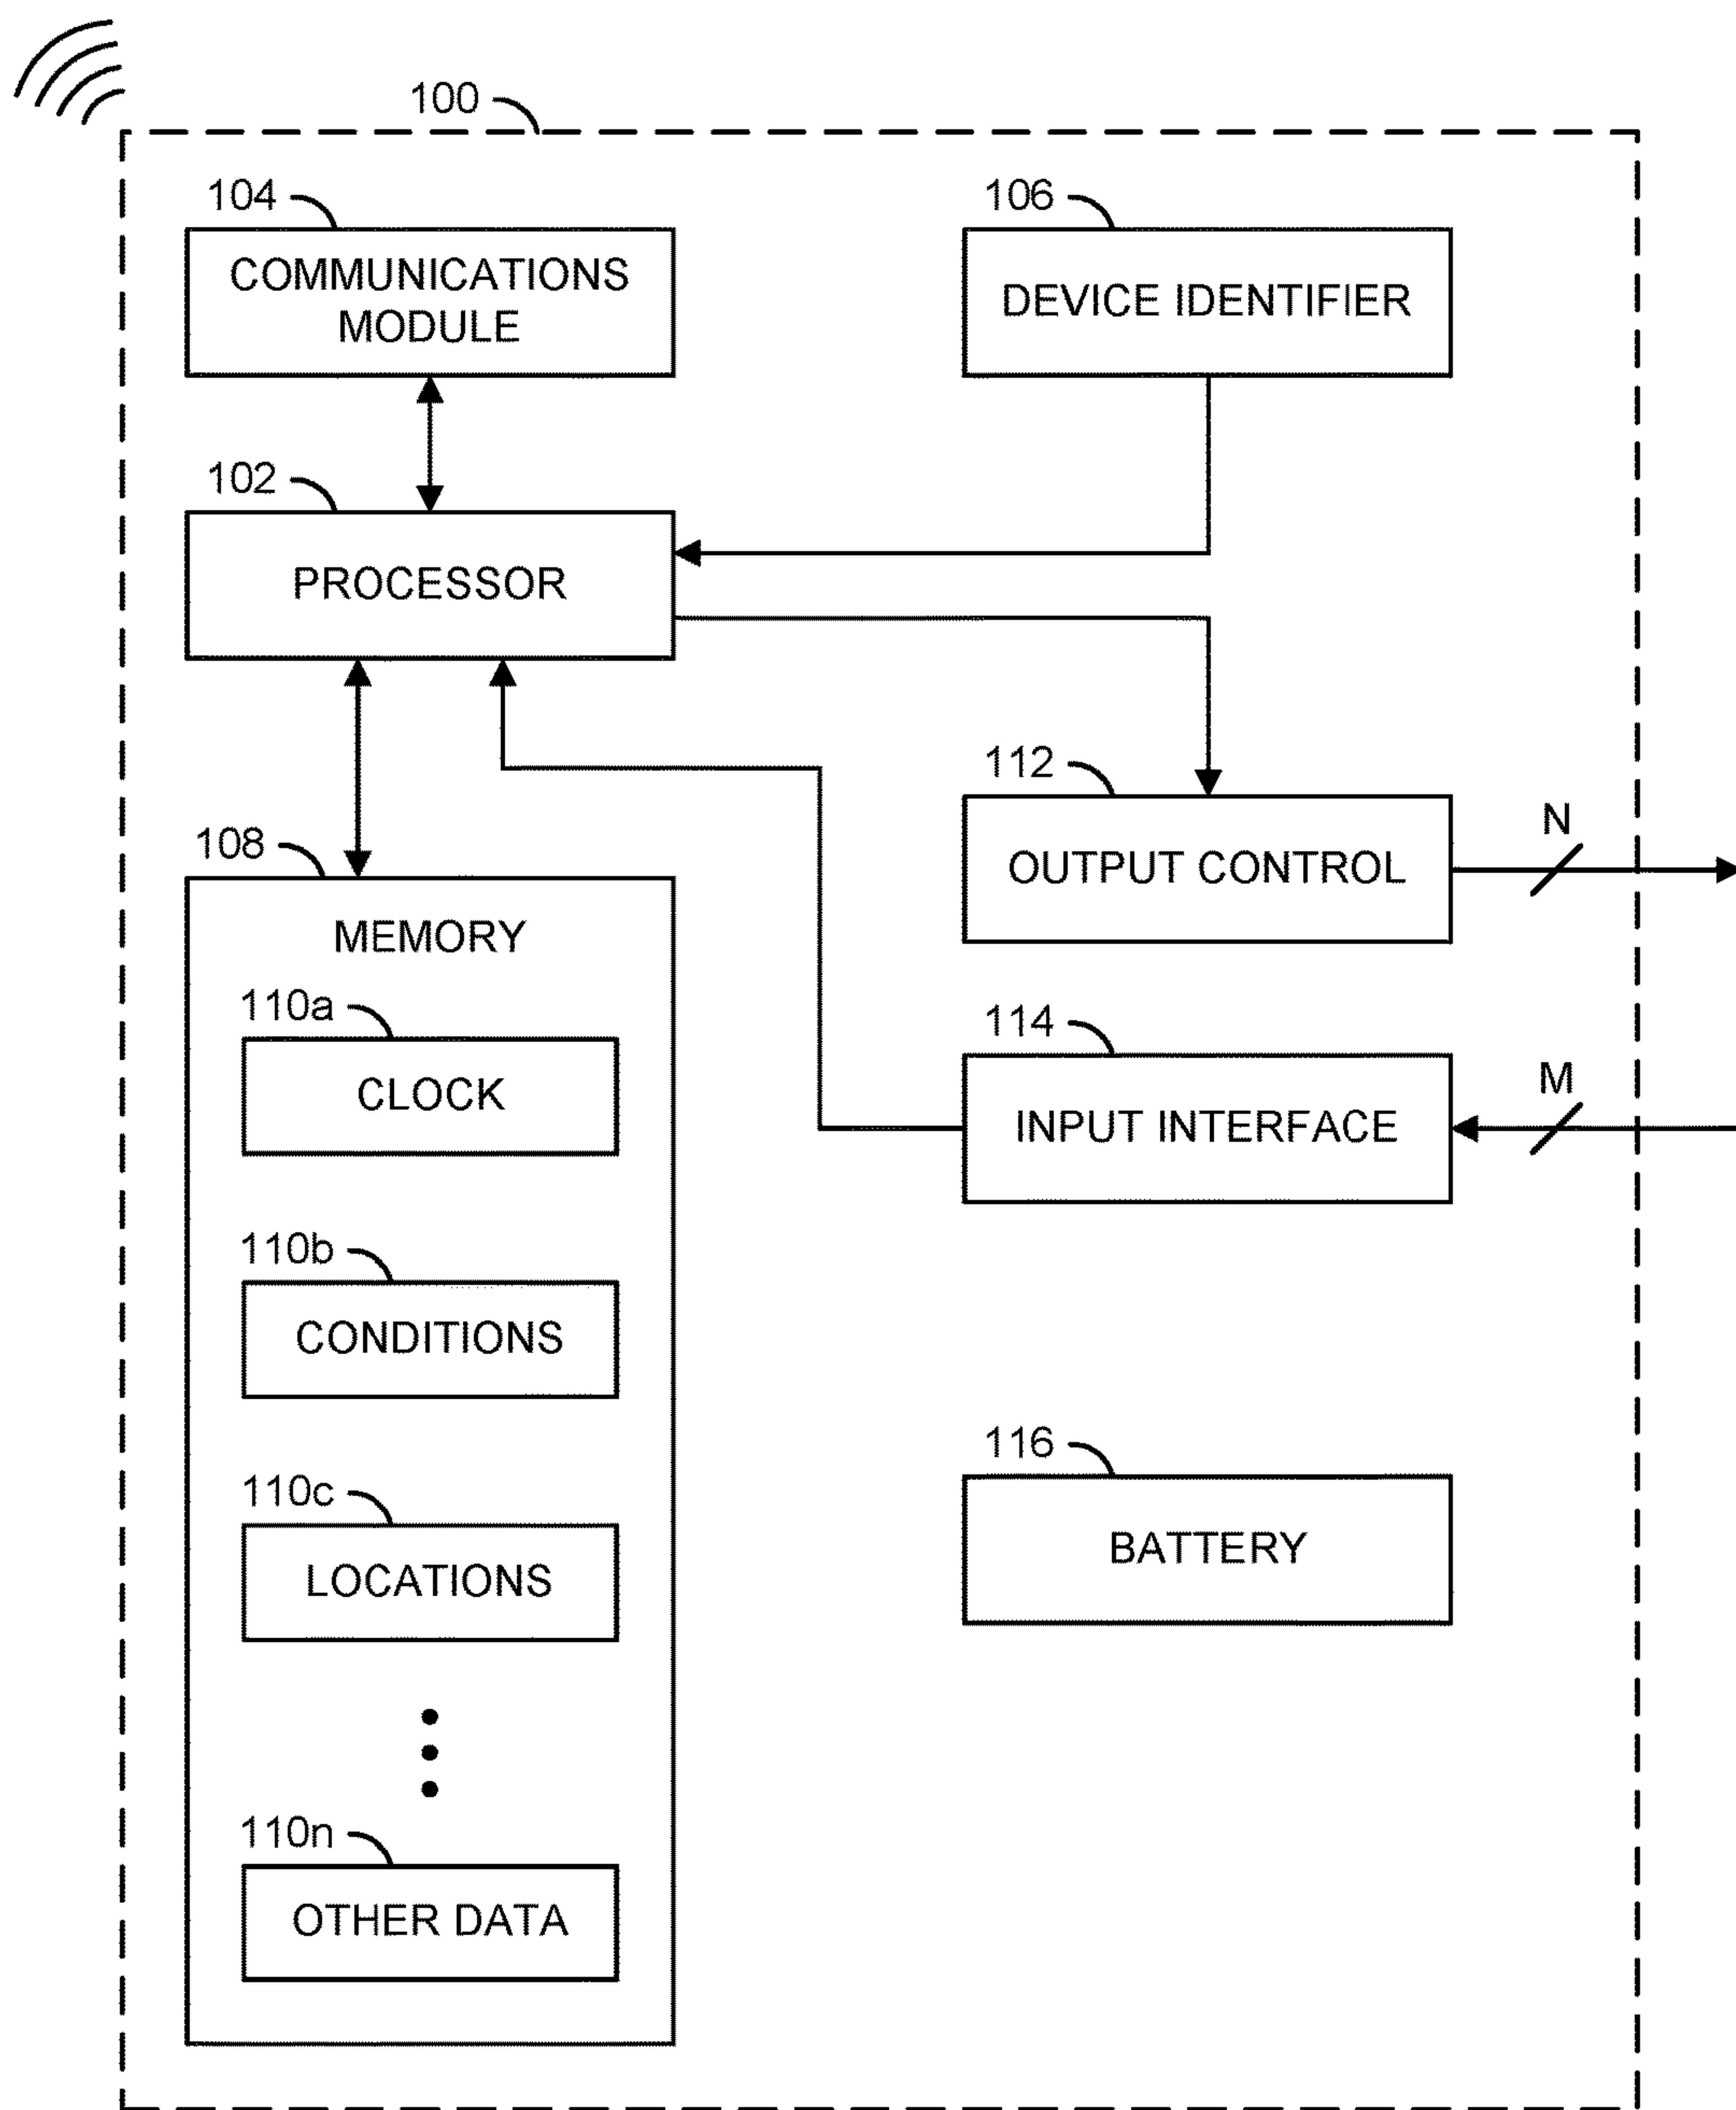 100
104
COMMUNICATIONS
MODULE
106
DEVICE IDENTIFIER
102
PROCESSOR
112
OUTPUT CONTROL
N
108
MEMORY
110a
CLOCK
114
INPUT INTERFACE
M
110b
CONDITIONS
116
BATTERY
110c
LOCATIONS
110n
OTHER DATA